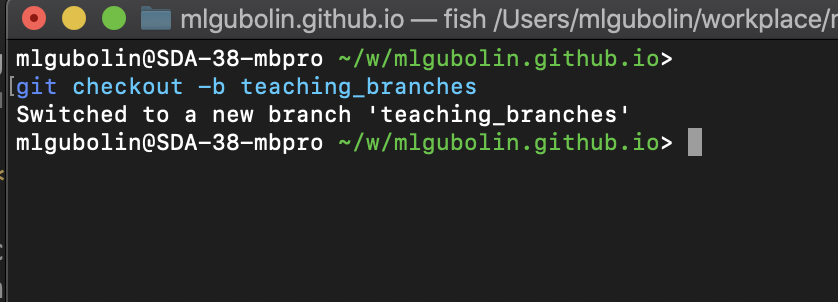 mlgubolin.github.io — fish /Users/mlgubolin/workplace/
mlgubolin@SDA-38-mbpro ~/w/mlgubolin.github.io>
[git checkout -b teaching_branches
Switched to a new branch 'teaching_branches'
mlgubolin@SDA-38-mbpro ~/w/mlgubolin.github.io>